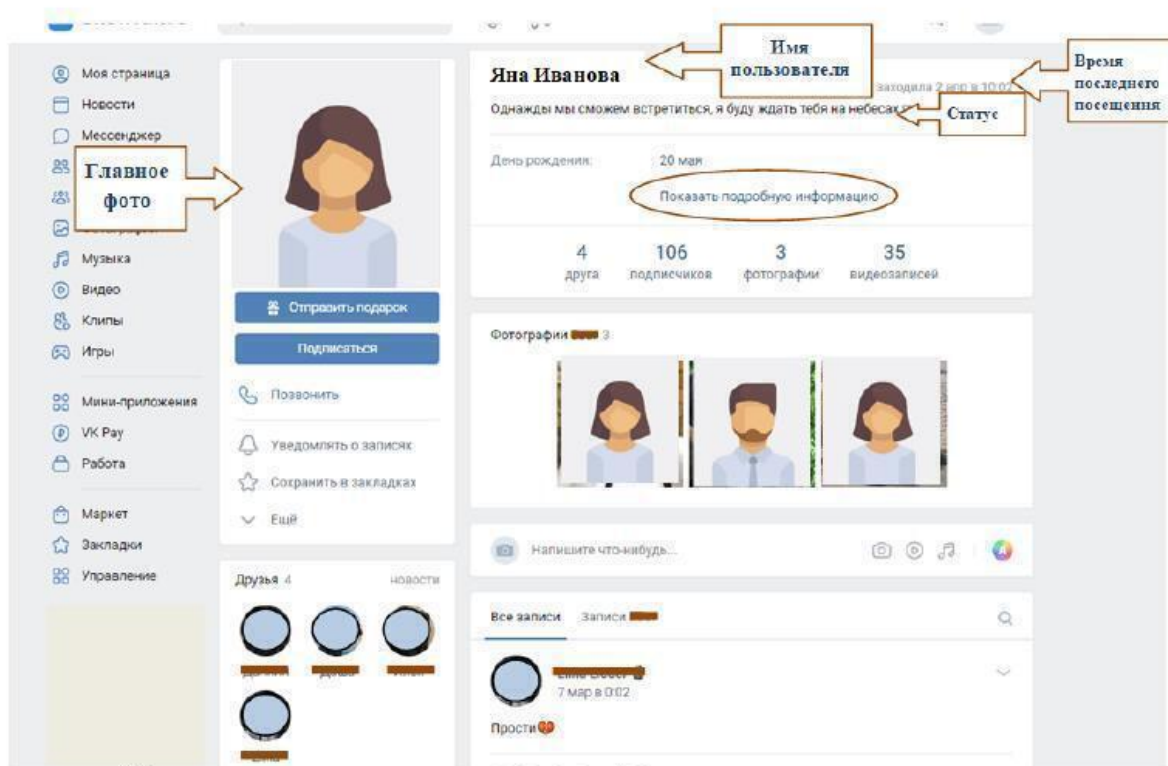 Имя
пользователя
Время
последнего
посещения
Яна Иванова
заходила 2 апр в 10:02
Однажды мы сможем встретиться, я буду ждать тебя на небесах
Статус
Моя страница
Новости
Мессенджер
Главное
фото
Музыка
Видео
Клипы
Игры
Мини-приложения
VK Pay
Работа
Маркет
Закладки
Управление
Отправить подарок
Подписаться
Позвонить
Уведомлять о записях
Сохранить в закладках
Ещё
Друзья 4 новости
День рождения: 20 мая
Показать подробную информацию
4 106 3 35
друга подписчиков фотографии видеозаписей
Фотографии 3
Напишите что-нибудь...
Все записи Записи
7 мар в 0:02
Прости